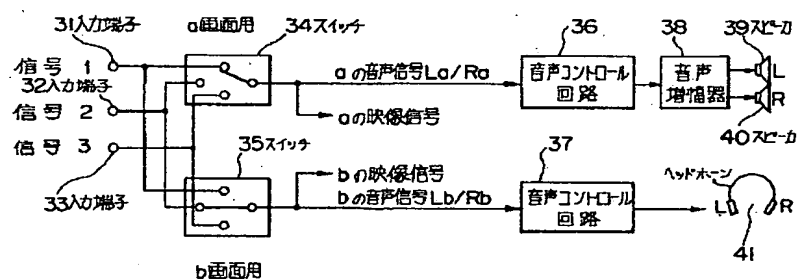 31入力端子
a画面用
34スイッチ
信号 1
32入力端子
信号 2
信号 3
33入力端子
35スイッチ
b画面用
aの音声信号La/Ra
aの映像信号
bの映像信号
bの音声信号Lb/Rb
36
音声コントロール
回路
37
音声コントロール
回路
38
音声
増幅器
39スピーカ
L
R
40スピーカ
ヘッドホーン
L
R
41